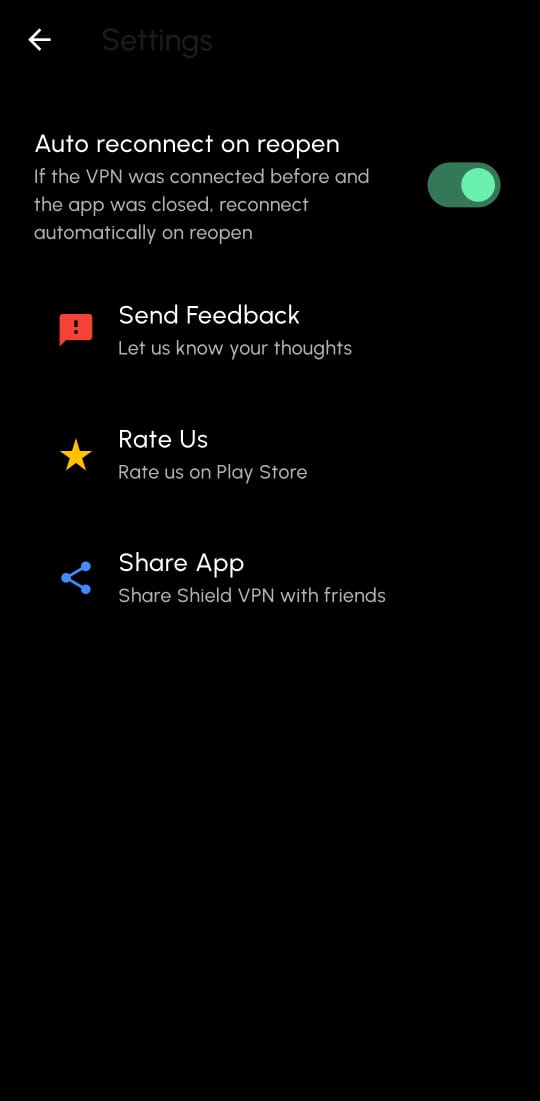 Settings
Auto reconnect on reopen
If the VPN was connected before and
the app was closed, reconnect
automatically on reopen
Send Feedback
Let us know your thoughts
Rate Us
Rate us on Play Store
Share App
Share Shield VPN with friends